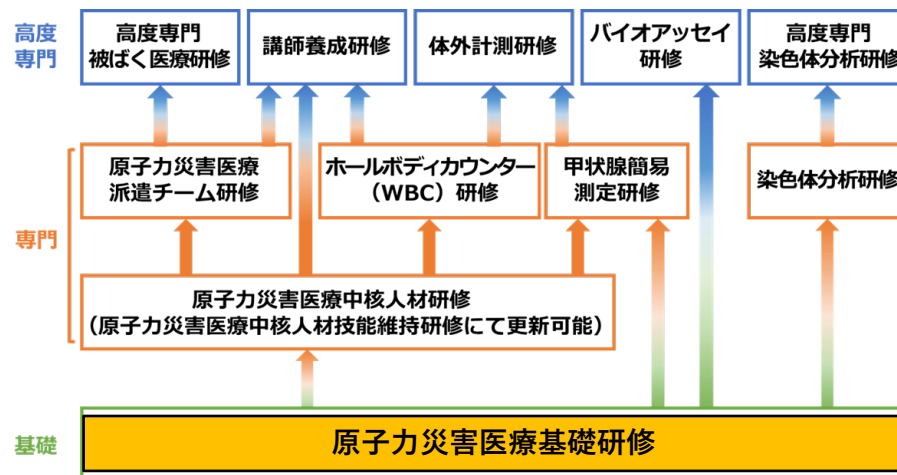 高度
専門
高度専門
被ばく医療研修
講師養成研修
体外計測研修
バイオアッセイ
研修
高度専門
染色体分析研修
専門
原子力災害医療
派遣チーム研修
ホールボディカウンター
（WBC）研修
甲状腺簡易
測定研修
染色体分析研修
原子力災害医療中核人材研修
（原子力災害医療中核人材技能維持研修にて更新可能）
基礎
原子力災害医療基礎研修